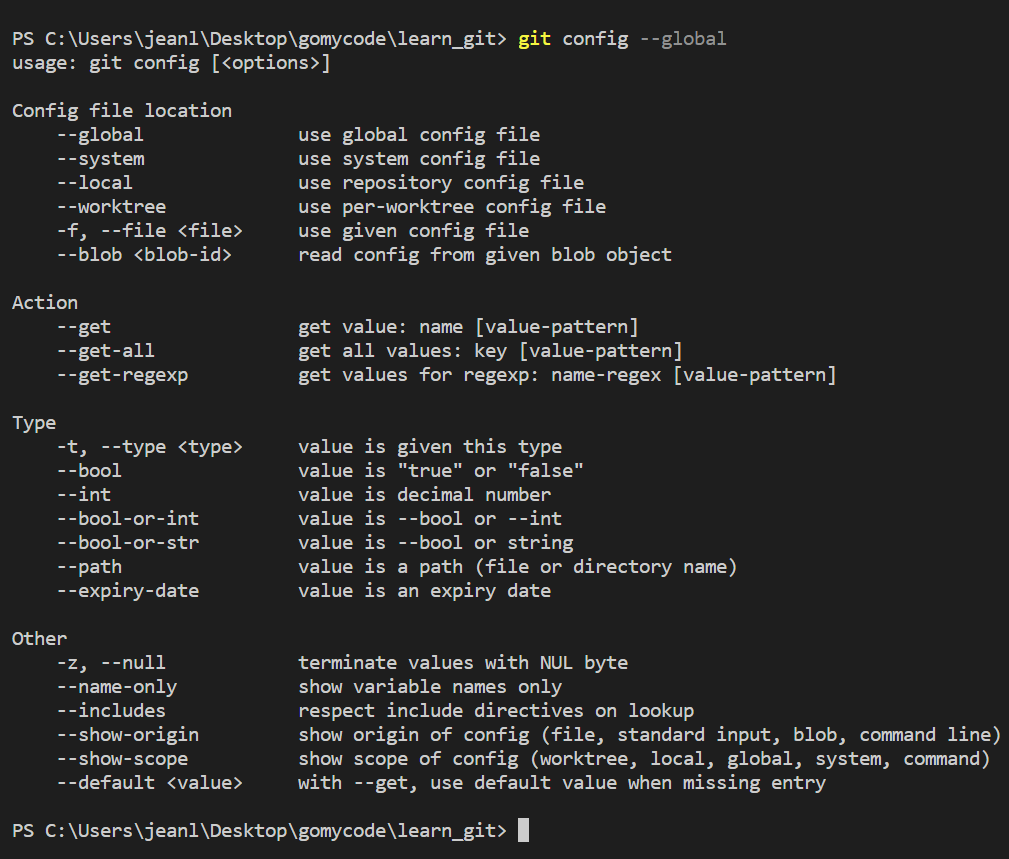 PS C:\Users\jeanl\Desktop\gomycode\learn_git> git config --global
usage: git config [<options>]

Config file location
    --global              use global config file
    --system              use system config file
    --local               use repository config file
    --worktree            use per-worktree config file
    -f, --file <file>     use given config file
    --blob <blob-id>      read config from given blob object

Action
    --get                 get value: name [value-pattern]
    --get-all             get all values: key [value-pattern]
    --get-regexp          get values for regexp: name-regex [value-pattern]

Type
    -t, --type <type>     value is given this type
    --bool                value is "true" or "false"
    --int                 value is decimal number
    --bool-or-int         value is --bool or --int
    --bool-or-str         value is --bool or string
    --path                value is a path (file or directory name)
    --expiry-date         value is an expiry date

Other
    -z, --null            terminate values with NUL byte
    --name-only           show variable names only
    --includes            respect include directives on lookup
    --show-origin         show origin of config (file, standard input, blob, command line)
    --show-scope          show scope of config (worktree, local, global, system, command)
    --default <value>     with --get, use default value when missing entry

PS C:\Users\jeanl\Desktop\gomycode\learn_git>